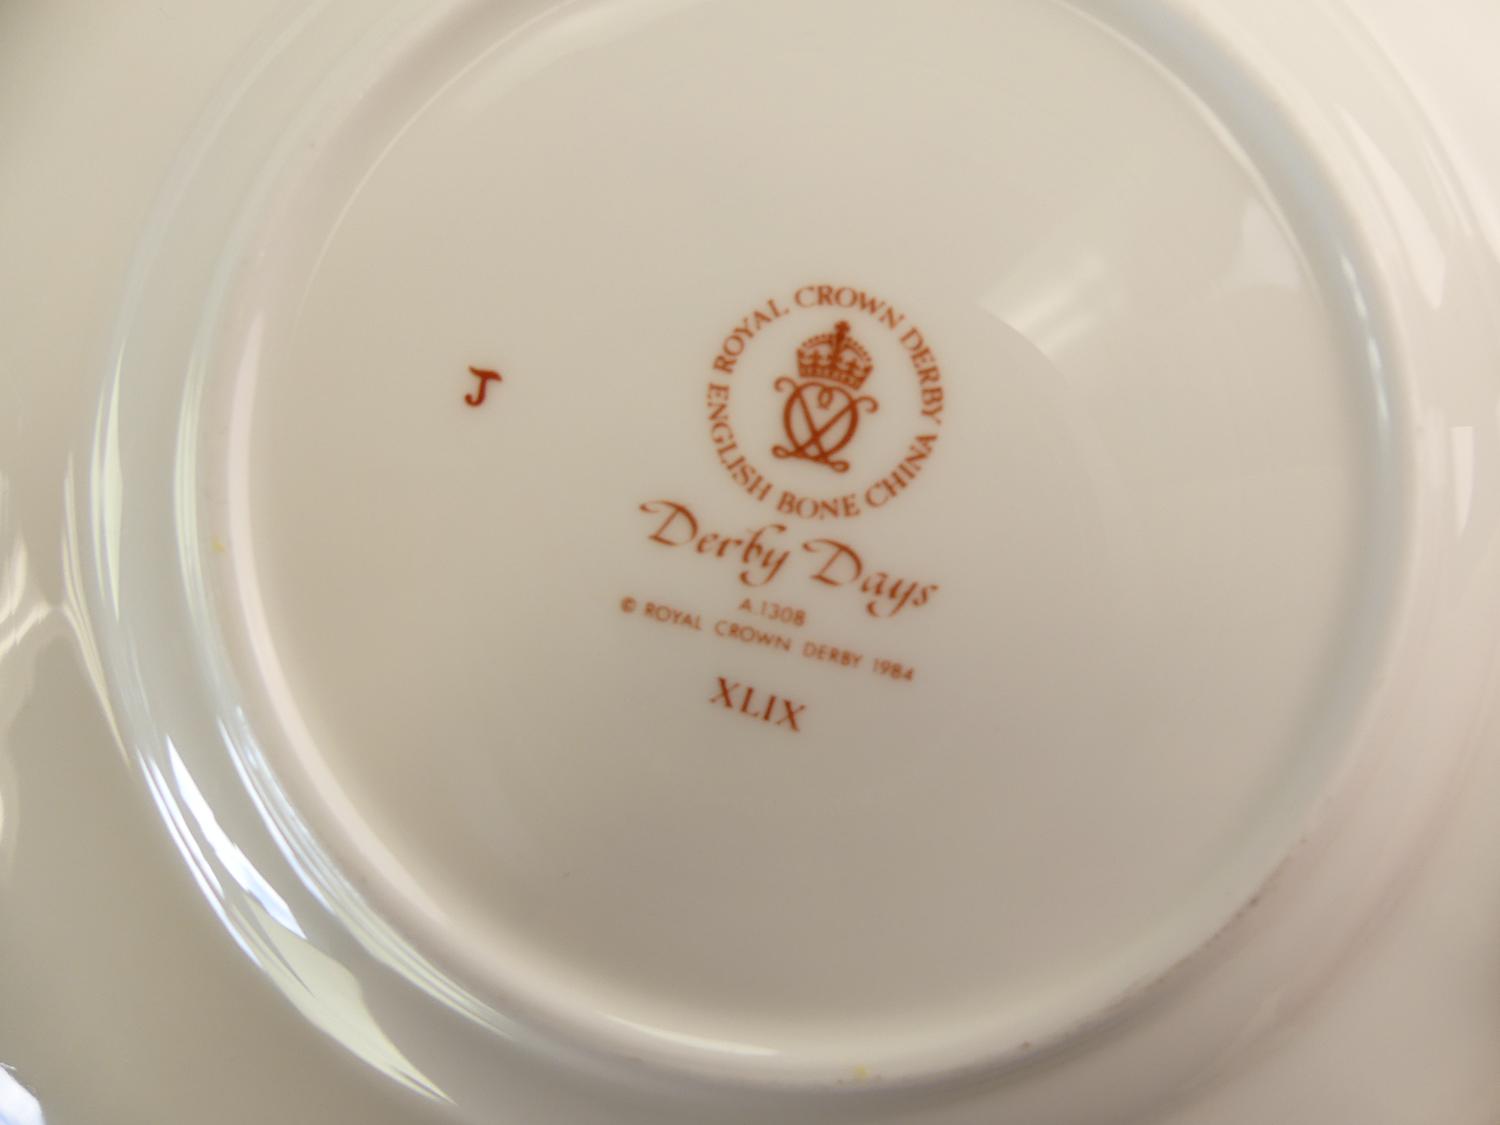 J
ROYAL CROWN DERBY
ENGLISH BONE CHINA
Derby Days
A.1308
© ROYAL CROWN DERBY 1984
XLIX